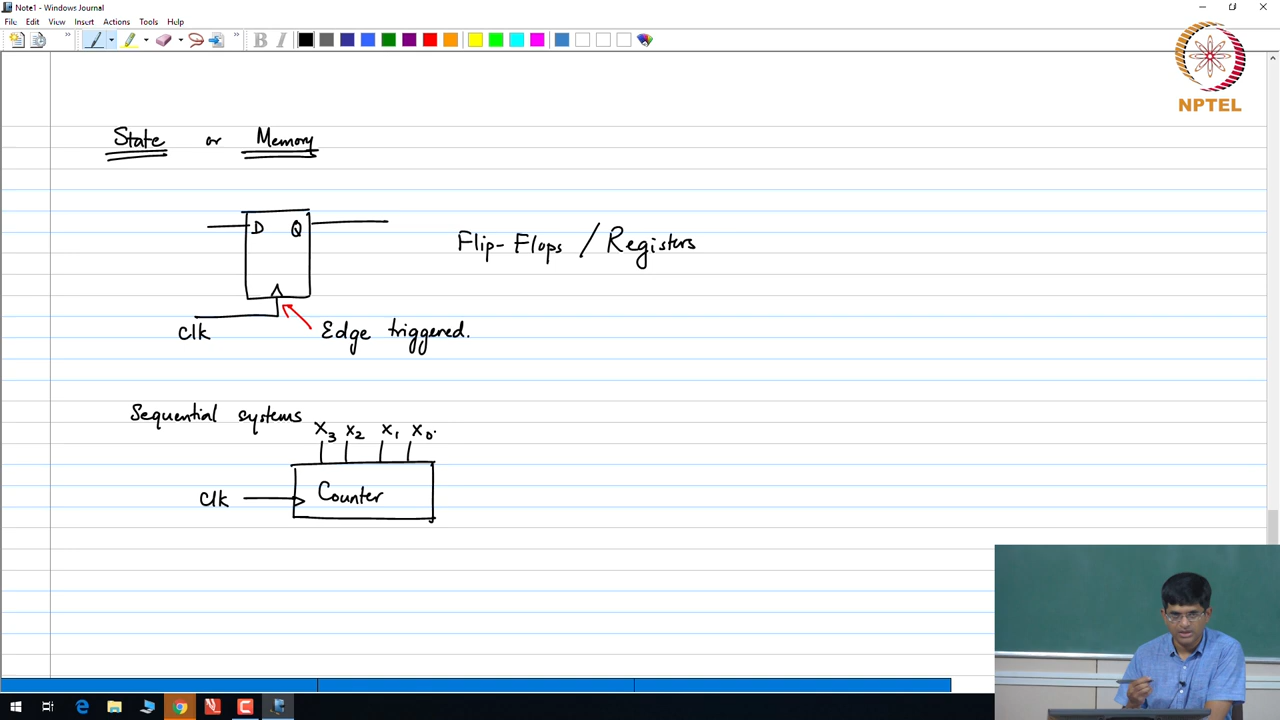 Note1 - Windows Journal
File Edit View Insert Actions Tools Help
B I
NPTEL
State or Memory
D Q
Flip-Flops / Registers
Clk
Edge triggered.
Sequential systems
X3 X2 X1 X0.
Clk
Counter